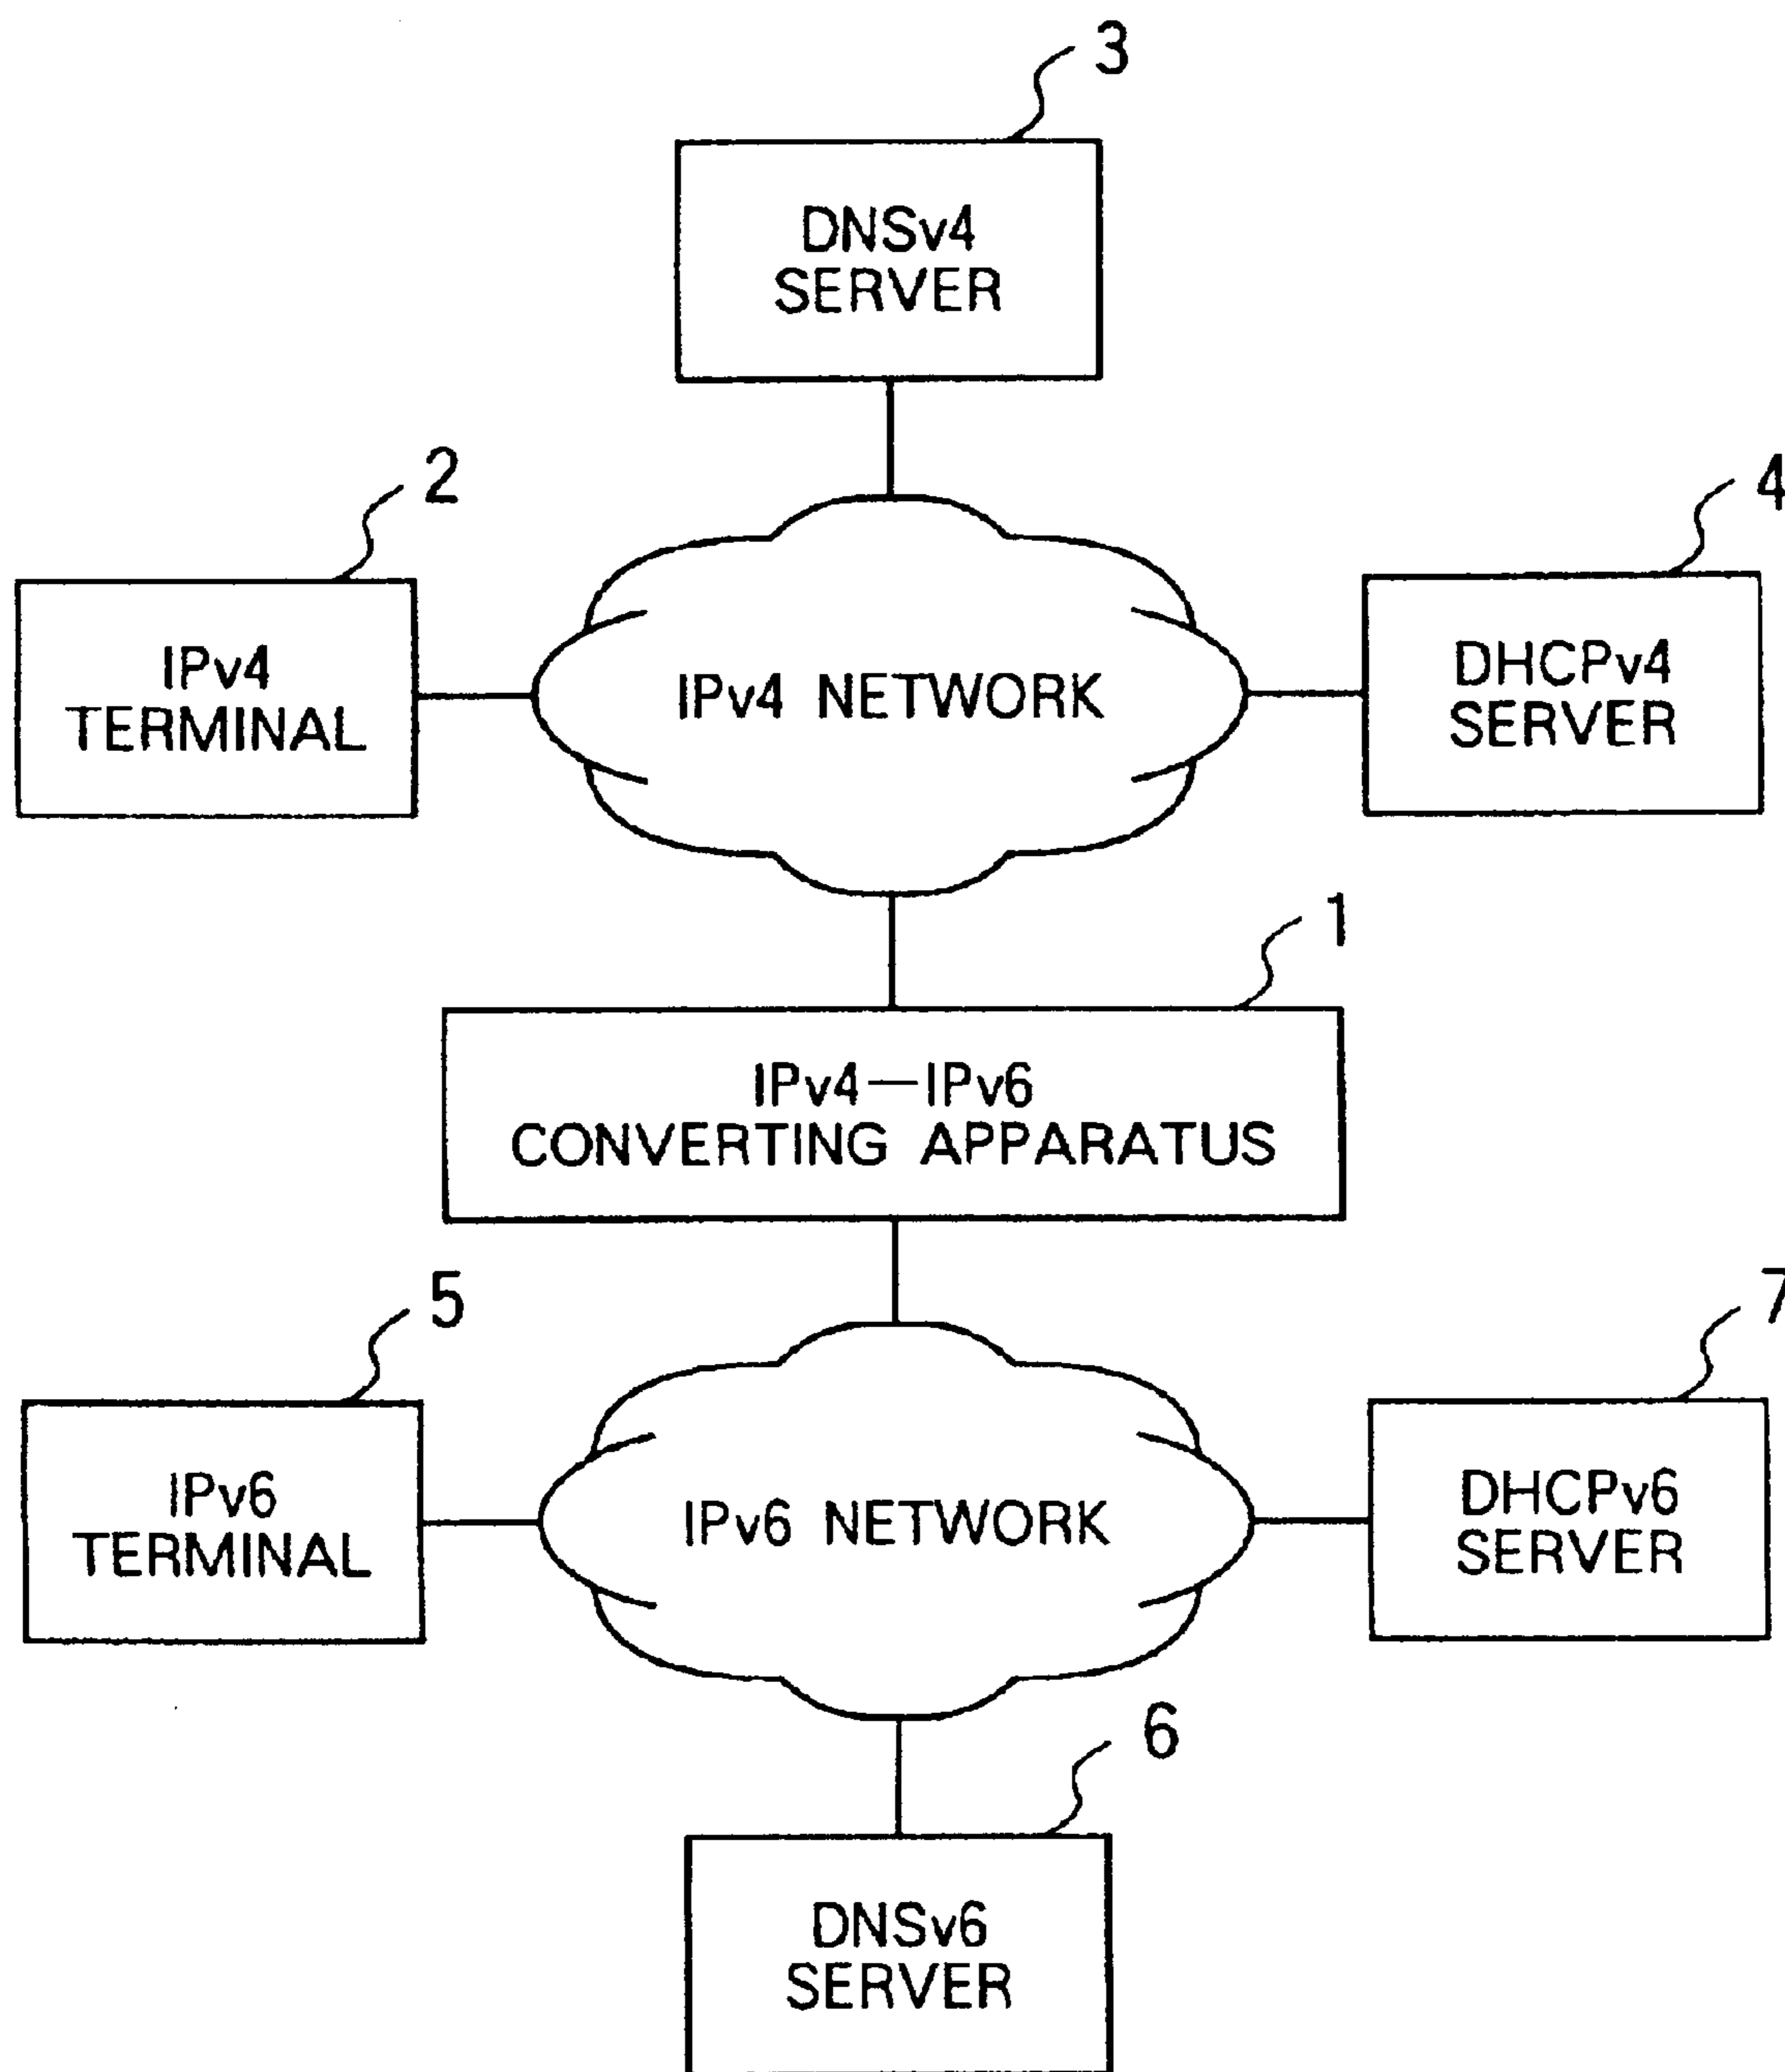 3
DNSv4
SERVER
2
4
IPv4
TERMINAL
IPv4 NETWORK
DHCPv4
SERVER
1
IPv4—IPv6
CONVERTING APPARATUS
5
7
IPv6
TERMINAL
IPv6 NETWORK
DHCPv6
SERVER
6
DNSv6
SERVER